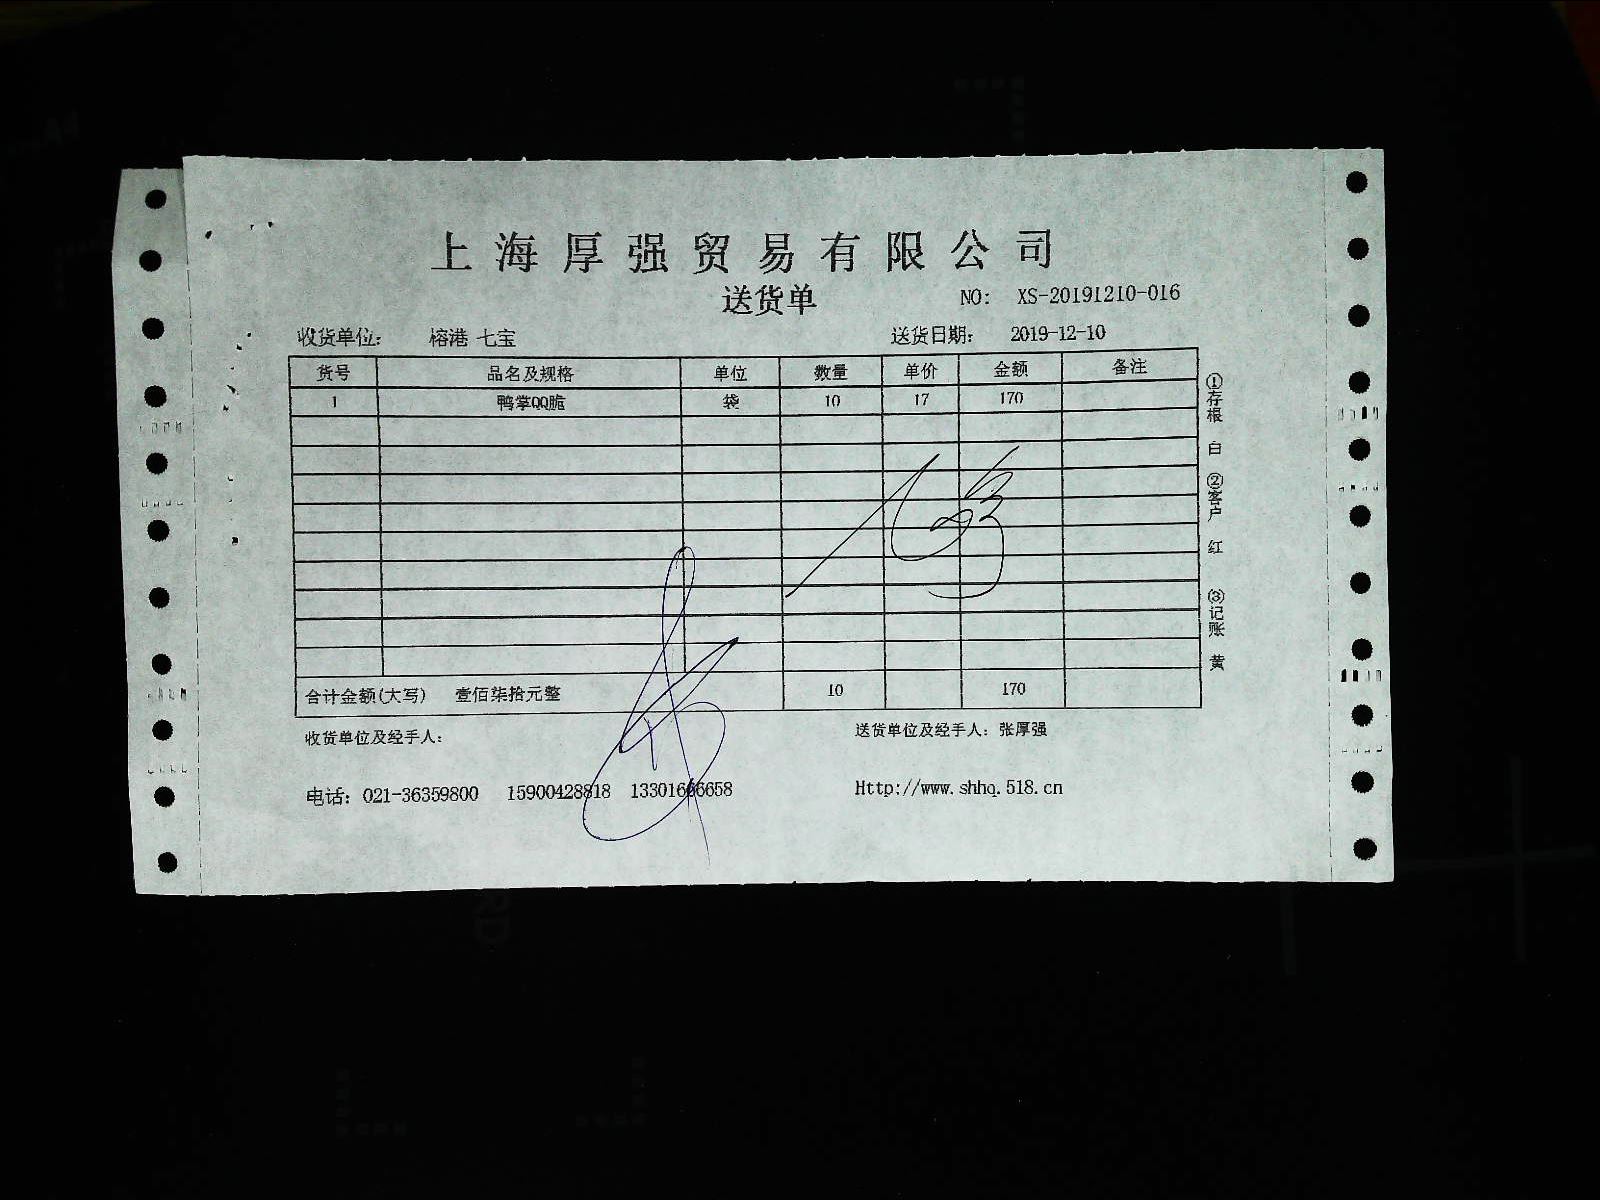 上海厚强贸易有限公司
送货单 NO: XS-20191210-016
收货单位: 榕港 七宝 送货日期: 2019-12-10
货号 品名及规格 单位 数量 单价 金额 备注
1 鸭掌QQ脆 袋 10 17 170
合计金额(大写) 壹佰柒拾元整 10 170
收货单位及经手人: 送货单位及经手人: 张厚强
电话: 021-36359800 15900428818 13301666658 Http://www.shhq.518.cn
①存根 白 ②客户 红 ③记账 黄